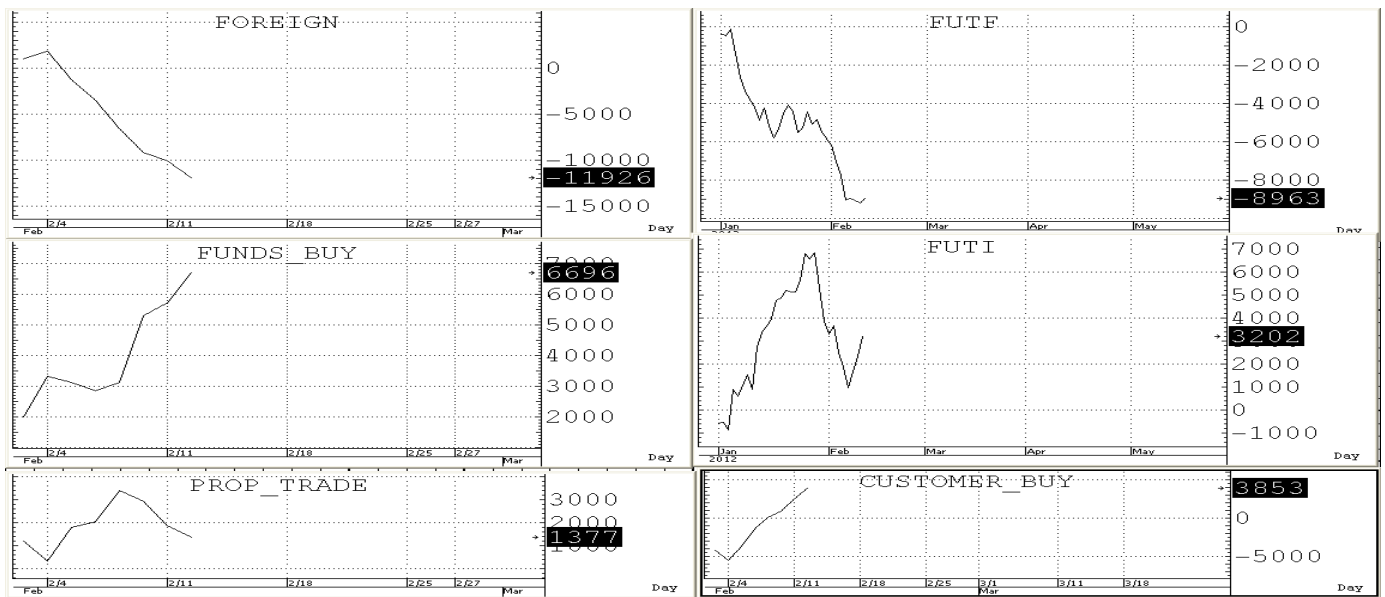 FOREIGN
0
-5000
-10000
-11926
-15000
2/4 2/11 2/18 2/25 2/27
Feb Mar Day
FUTF
0
-2000
-4000
-6000
-8000
-8963
Jan Feb Mar Apr May
Day
FUNDS_BUY
7000
6696
6000
5000
4000
3000
2000
2/4 2/11 2/18 2/25 2/27
Feb Mar Day
FUTI
7000
6000
5000
4000
3202
2000
1000
0
-1000
Jan Feb Mar Apr May
2012 Day
PROP_TRADE
3000
2000
1377
1000
2/4 2/11 2/18 2/25 2/27
Feb Mar Day
CUSTOMER_BUY
3853
0
-5000
2/4 2/11 2/18 2/25 3/1 3/11 3/18
Feb Mar Day